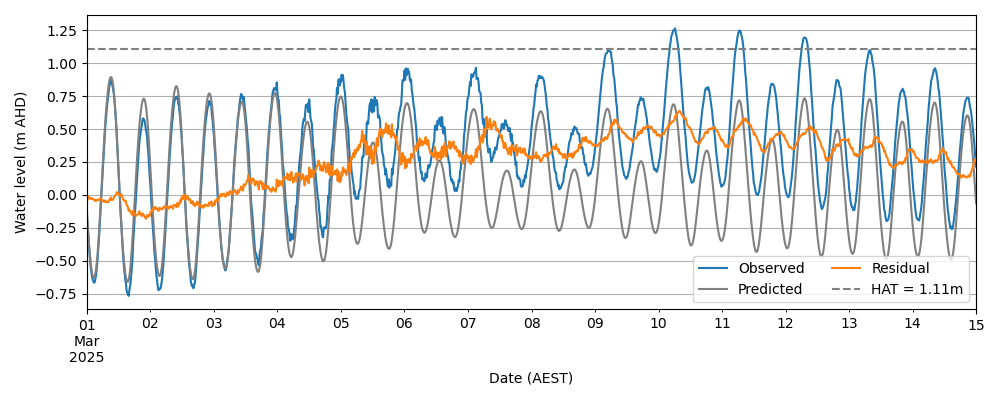 Water level (m AHD)
1.25
1.00
0.75
0.50
0.25
0.00
−0.25
−0.50
−0.75
Observed
Predicted
Residual
HAT = 1.11m
01 02 03 04 05 06 07 08 09 10 11 12 13 14 15
Mar
2025
Date (AEST)